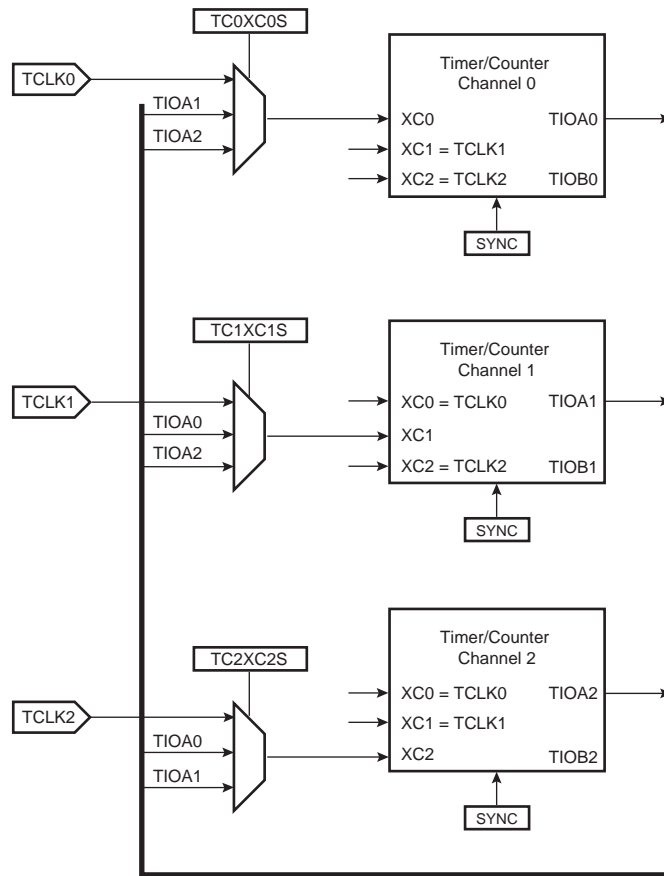 TC0XC0S
TCLK0
TIOA1
TIOA2
Timer/Counter
Channel 0
XC0
TIOA0
XC1 = TCLK1
XC2 = TCLK2
TIOB0
SYNC
TC1XC1S
TCLK1
TIOA0
TIOA2
Timer/Counter
Channel 1
XC0 = TCLK0
TIOA1
XC1
XC2 = TCLK2
TIOB1
SYNC
TC2XC2S
TCLK2
TIOA0
TIOA1
Timer/Counter
Channel 2
XC0 = TCLK0
TIOA2
XC1 = TCLK1
XC2
TIOB2
SYNC